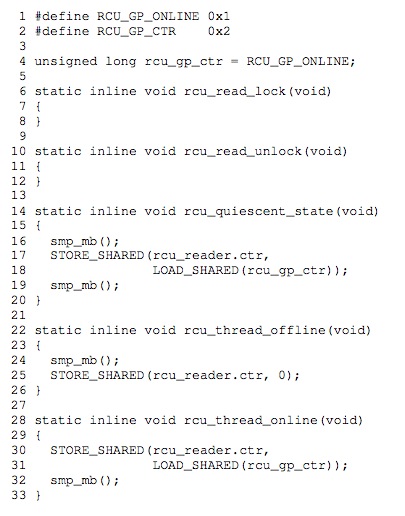 1 #define RCU_GP_ONLINE 0x1
2 #define RCU_GP_CTR    0x2
3
4 unsigned long rcu_gp_ctr = RCU_GP_ONLINE;
5
6 static inline void rcu_read_lock(void)
7 {
8 }
9
10 static inline void rcu_read_unlock(void)
11 {
12 }
13
14 static inline void rcu_quiescent_state(void)
15 {
16   smp_mb();
17   STORE_SHARED(rcu_reader.ctr,
18                LOAD_SHARED(rcu_gp_ctr));
19   smp_mb();
20 }
21
22 static inline void rcu_thread_offline(void)
23 {
24   smp_mb();
25   STORE_SHARED(rcu_reader.ctr, 0);
26 }
27
28 static inline void rcu_thread_online(void)
29 {
30   STORE_SHARED(rcu_reader.ctr,
31                LOAD_SHARED(rcu_gp_ctr));
32   smp_mb();
33 }